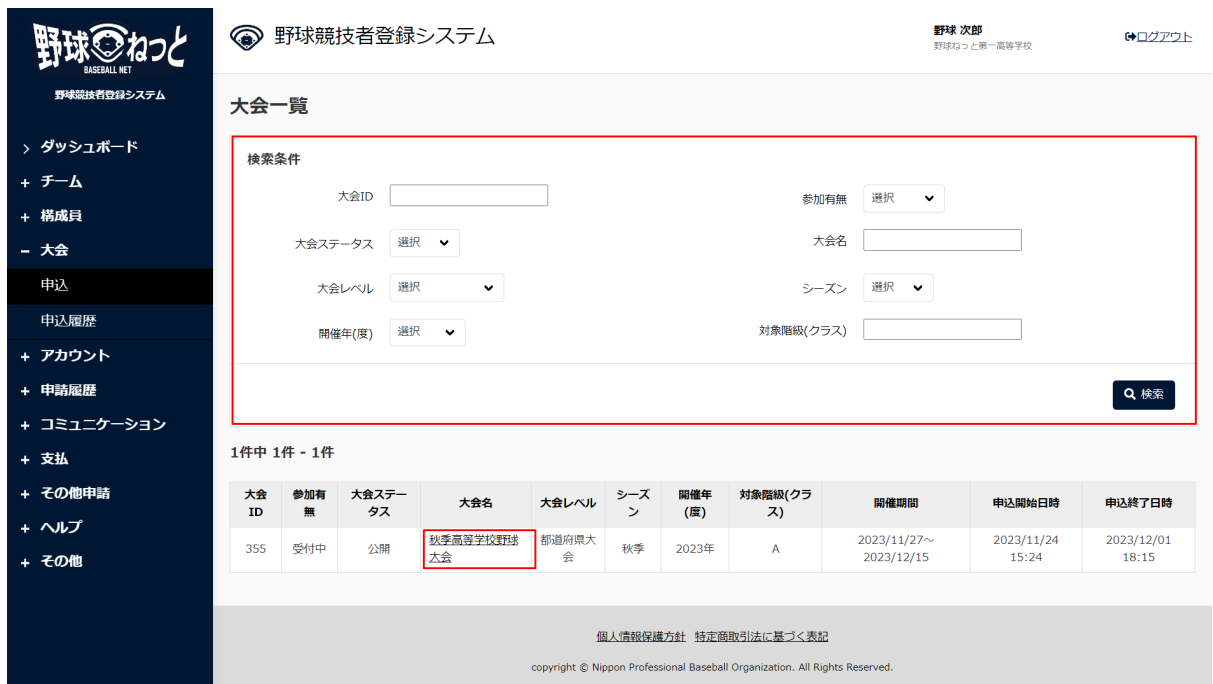 野球ねっと
BASEBALL NET
野球競技者登録システム
> ダッシュボード
+ チーム
+ 構成員
− 大会
申込
申込履歴
+ アカウント
+ 申請履歴
+ コミュニケーション
+ 支払
+ その他申請
+ ヘルプ
+ その他
野球競技者登録システム
野球 次郎
野球ねっと第一高等学校
ログアウト
大会一覧
検索条件
大会ID
参加有無 選択
大会ステータス 選択
大会名
大会レベル 選択
シーズン 選択
開催年(度) 選択
対象階級(クラス)
検索
1件中 1件 - 1件
大会
ID
参加有
無
大会ステー
タス
大会名
大会レベル
シーズ
ン
開催年
(度)
対象階級(クラ
ス)
開催期間
申込開始日時
申込終了日時
355
受付中
公開
秋季高等学校野球
大会
都道府県大
会
秋季
2023年
A
2023/11/27～
2023/12/15
2023/11/24
15:24
2023/12/01
18:15
個人情報保護方針 特定商取引法に基づく表記
copyright © Nippon Professional Baseball Organization. All Rights Reserved.